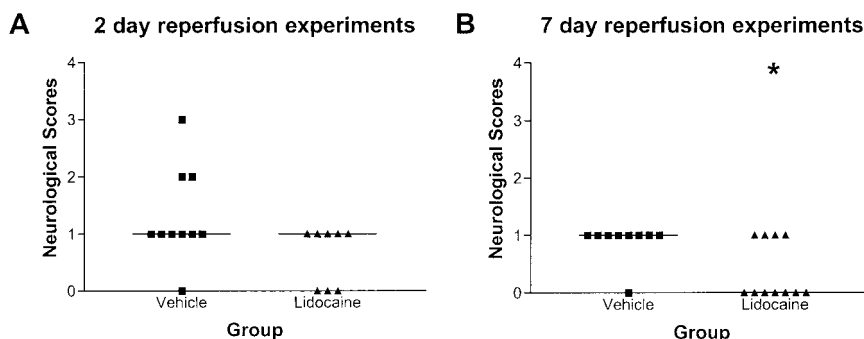 A 2 day reperfusion experiments
Neurological Scores
4
3
2
1
0
Vehicle Lidocaine
Group
B 7 day reperfusion experiments
*
Neurological Scores
4
3
2
1
0
Vehicle Lidocaine
Group